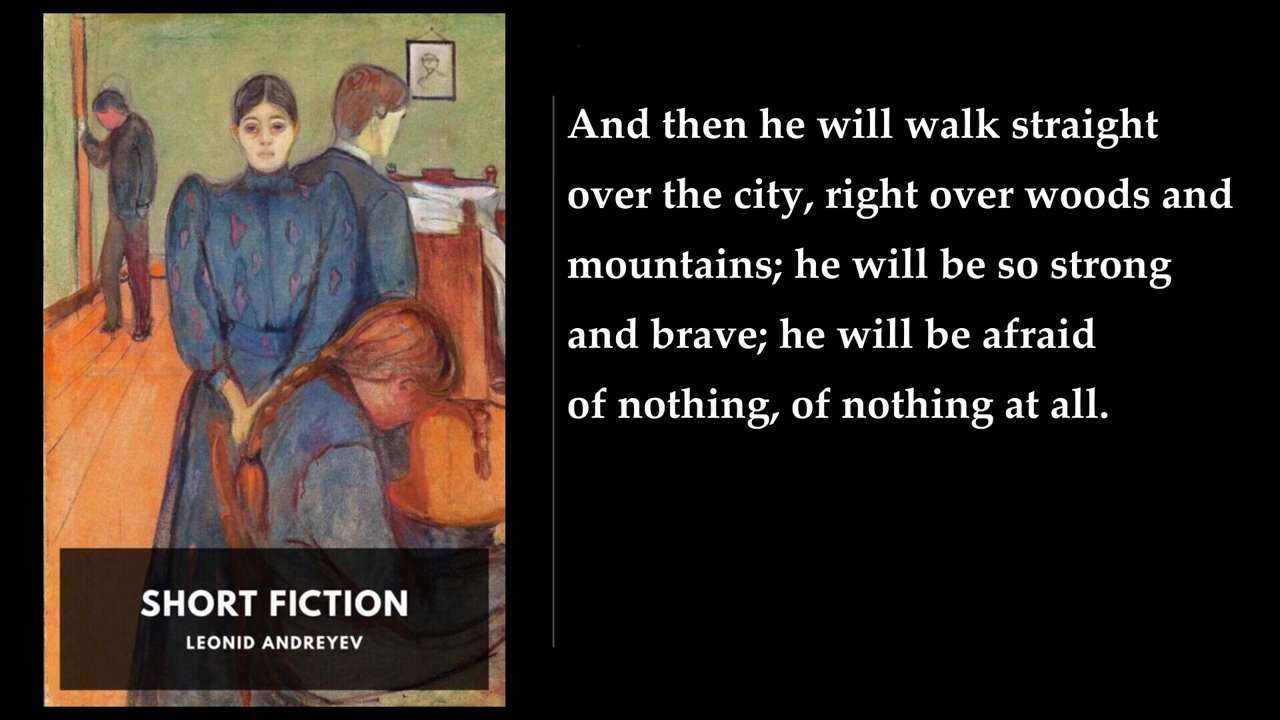 And then he will walk straight
over the city, right over woods and
mountains; he will be so strong
and brave; he will be afraid
of nothing, of nothing at all.
SHORT FICTION
LEONID ANDREYEV